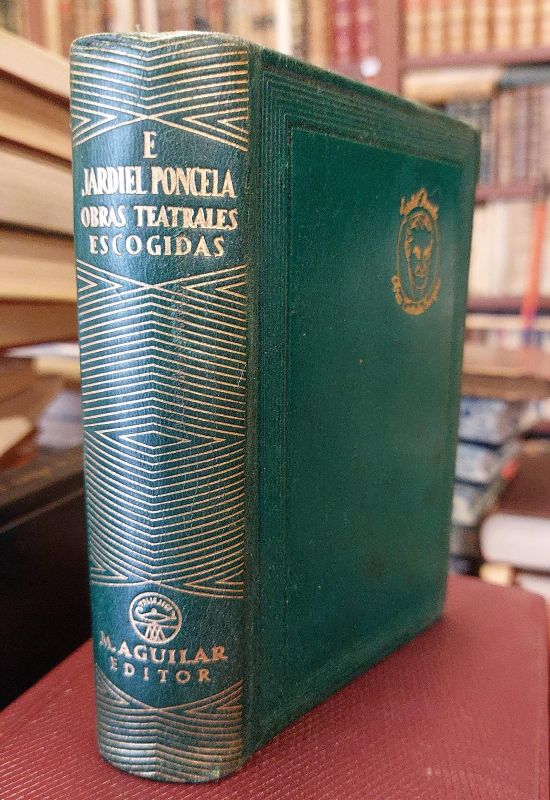 E
JARDIEL PONCELA
OBRAS TEATRALES
ESCOGIDAS
M. AGUILAR
EDITOR